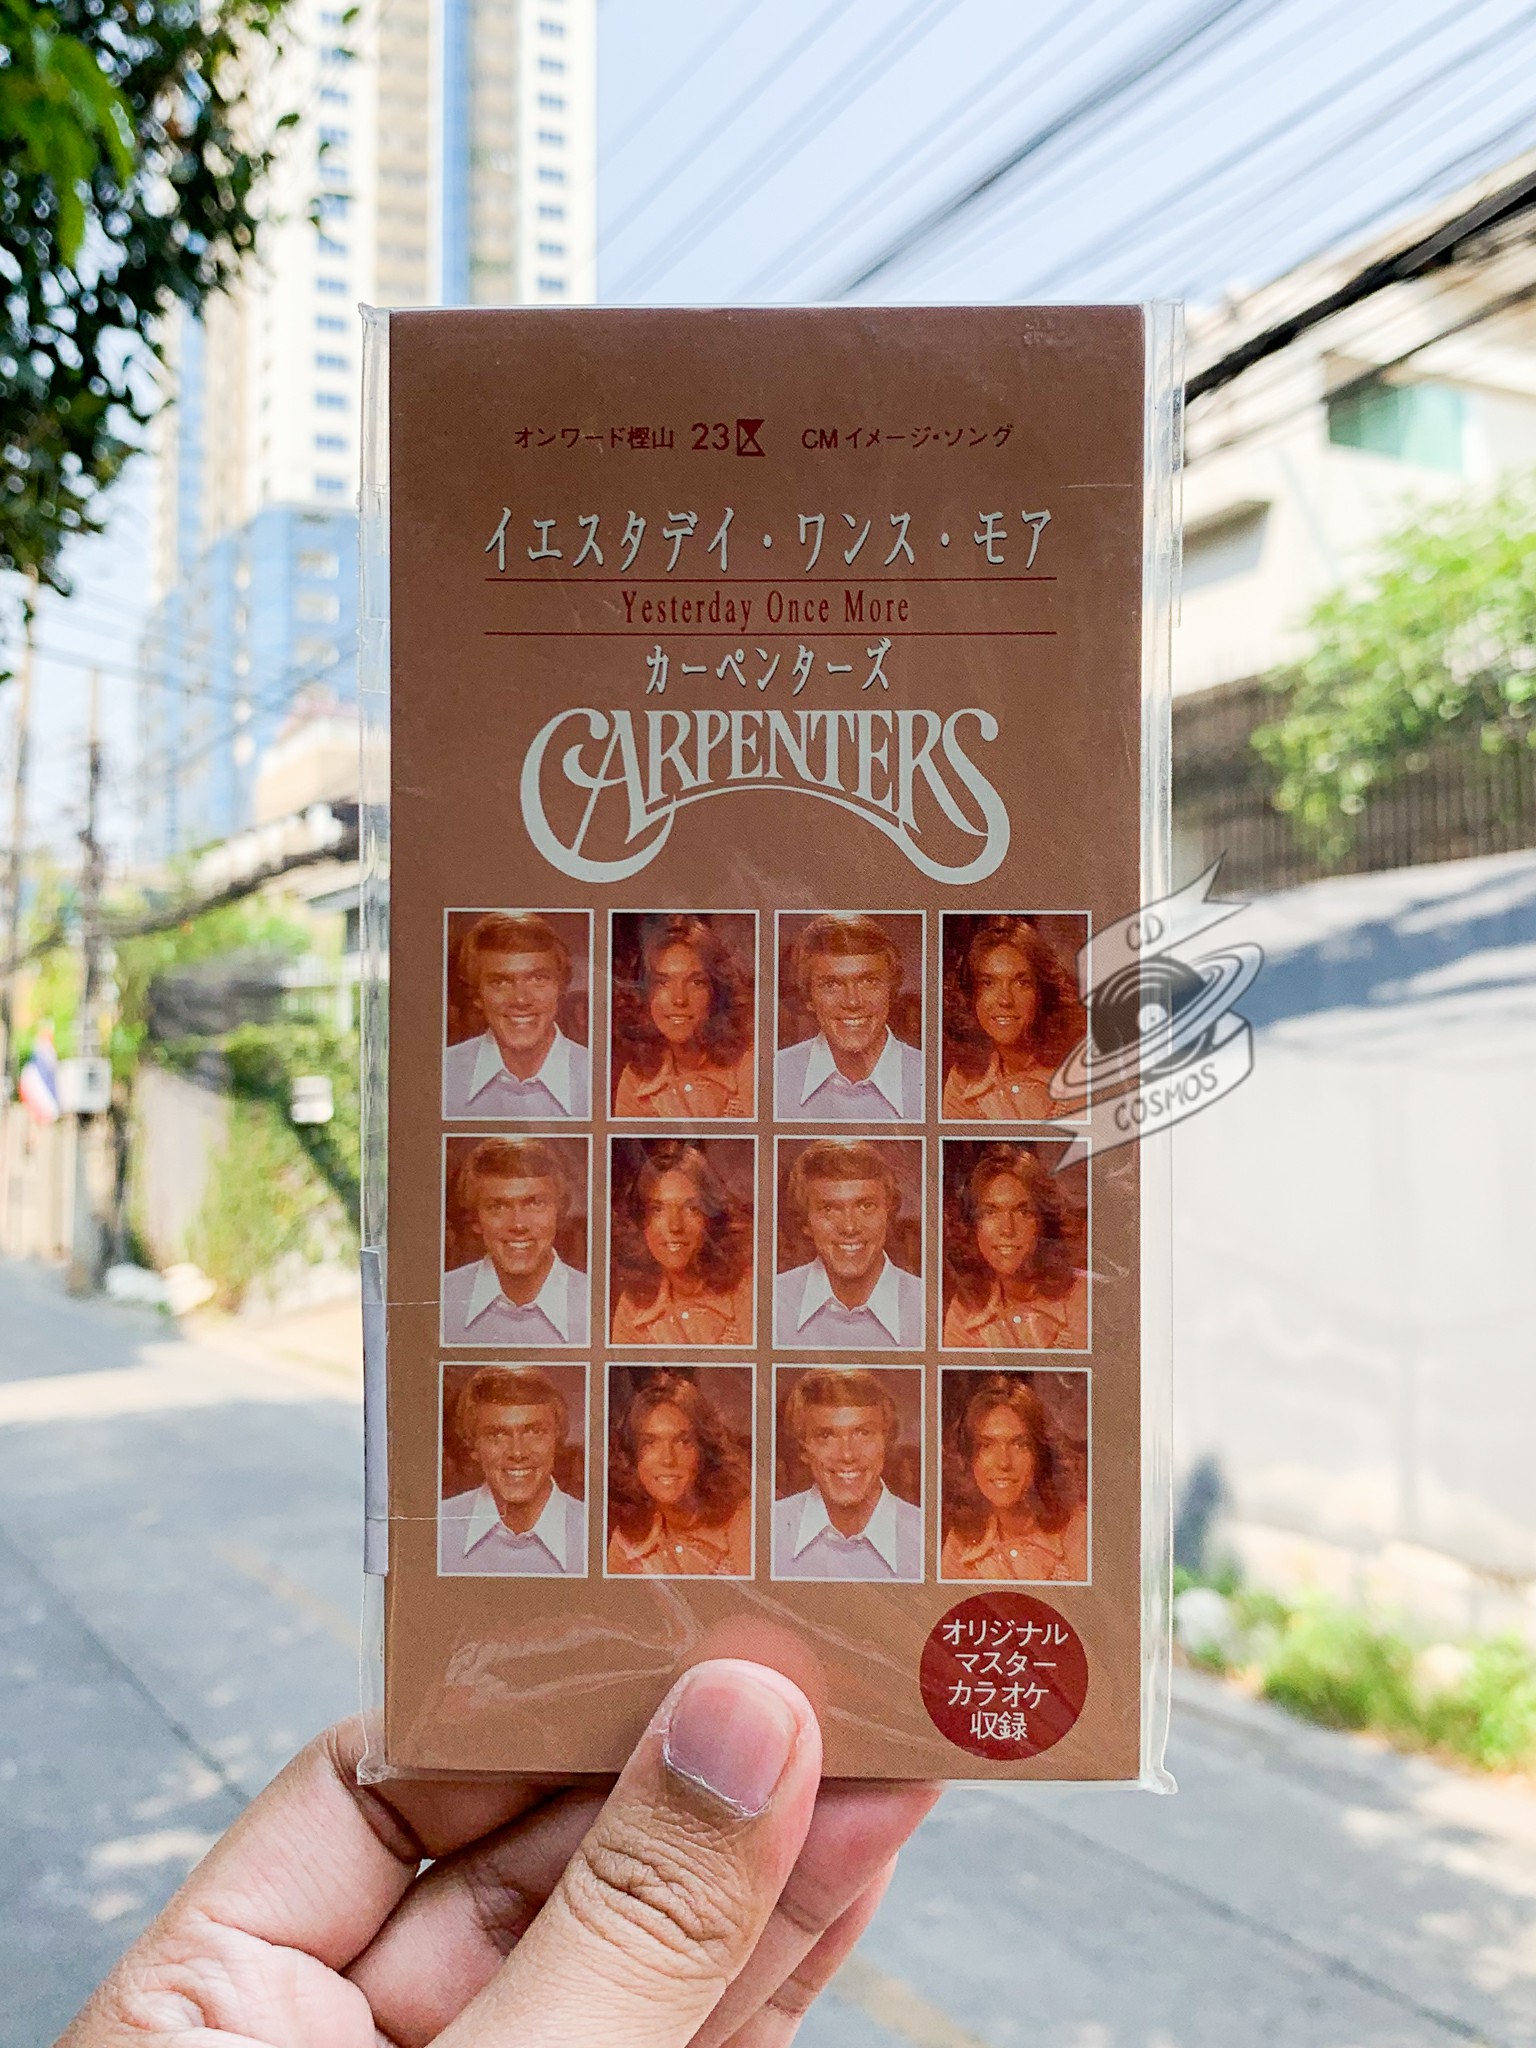 オンワード樫山 23区 CMイメージ・ソング
イエスタデイ・ワンス・モア
Yesterday Once More
カーペンターズ
CARPENTERS
CD
COSMOS
オリジナル
マスター
カラオケ
収録